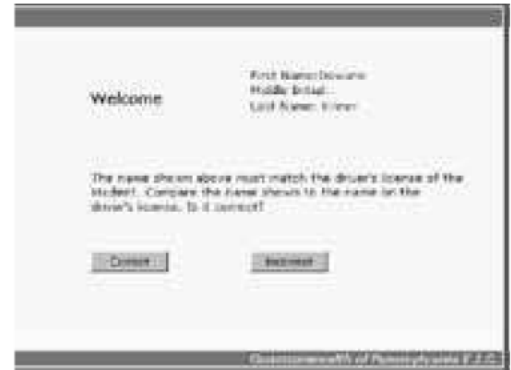 First Name:
Middle Initial:
Welcome
Last Name:
The name shown above must match the driver's license of the
student. Compare the name shown to the name on the
driver's license. Is it correct?
Correct
Incorrect
Commonwealth of Pennsylvania